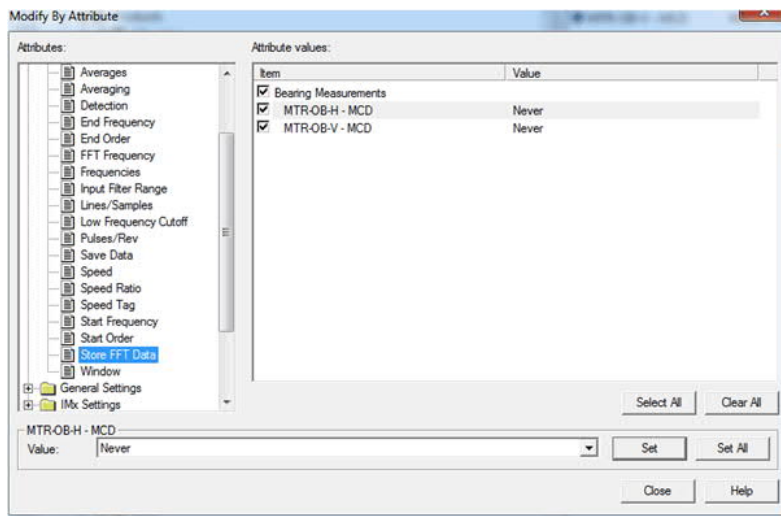 Modify By Attribute
Attributes:
Averages
Averaging
Detection
End Frequency
End Order
FFT Frequency
Frequencies
Input Filter Range
Lines/Samples
Low Frequency Cutoff
Pulses/Rev
Save Data
Speed
Speed Ratio
Speed Tag
Start Frequency
Start Order
Store FFT Data
Window
General Settings
IMx Settings
Attribute values:
Item Value
Bearing Measurements
MTR-OB-H - MCD Never
MTR-OB-V - MCD Never
Select All Clear All
MTR-OB-H - MCD
Value: Never Set Set All
Close Help